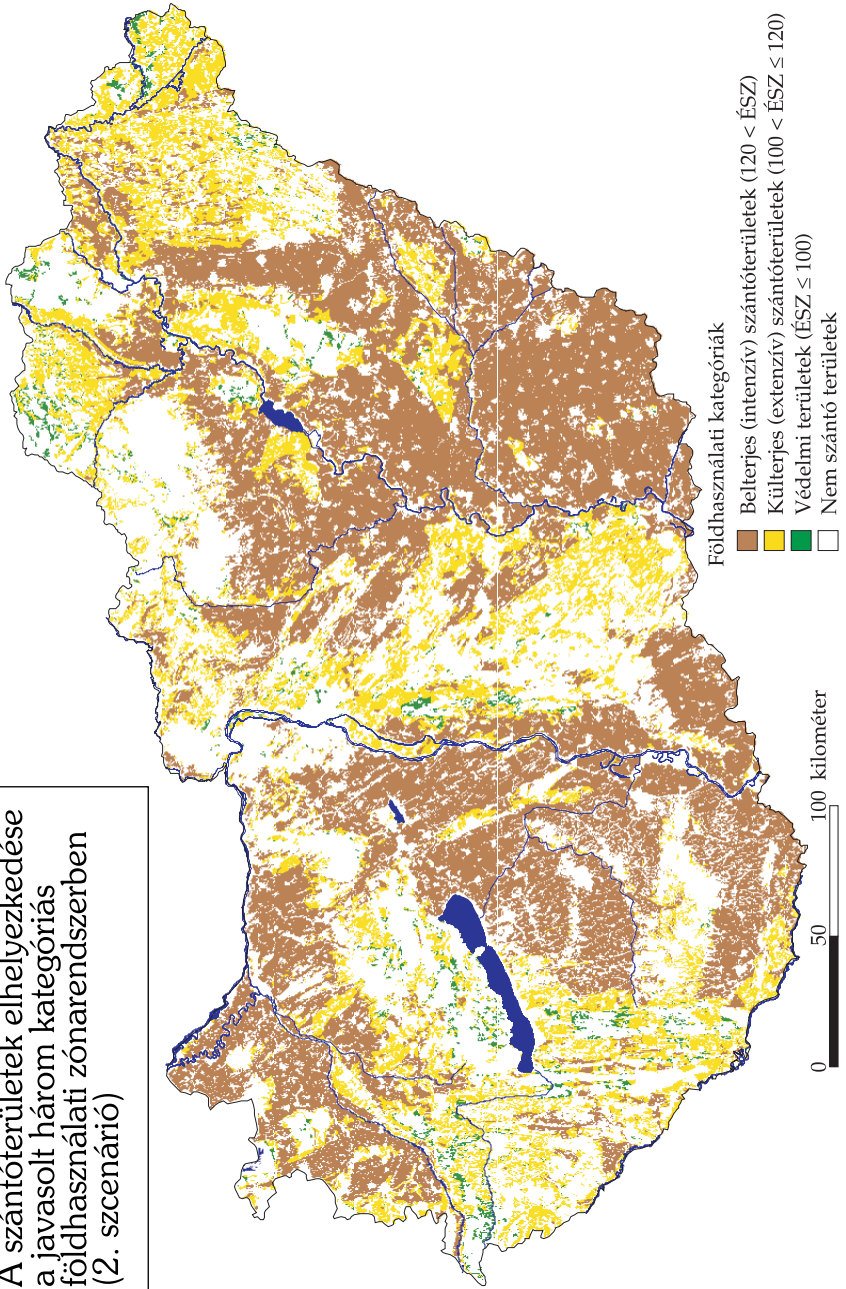 A szántóterületek elhelyezkedése
a javasolt három kategóriás
földhasználati zónarendszerben
(2. szcenárió)
Földhasználati kategóriák
Belterjes (intenzív) szántóterületek (120 < ÉSZ)
Külterjes (extenzív) szántóterületek (100 < ÉSZ ≤ 120)
Védelmi területek (ÉSZ ≤ 100)
Nem szántó területek
0 50 100 kilométer